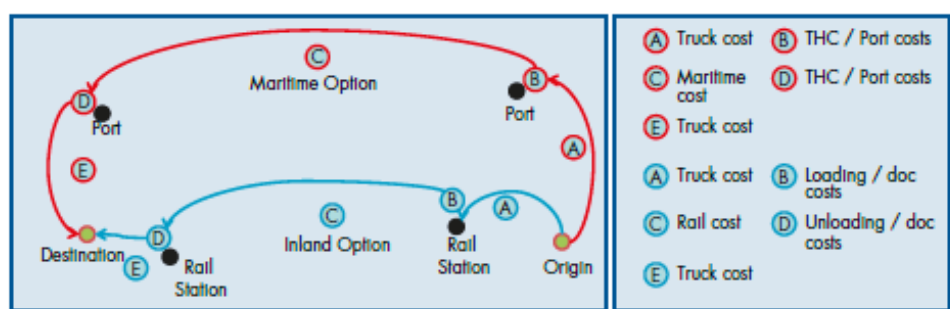 C
Maritime Option
D
Port
B
Port
E
A
B
A
C
Inland Option
D
Destination
E
Rail
Station
Rail
Station
Origin
A Truck cost B THC / Port costs
C Maritime D THC / Port costs
cost
E Truck cost
A Truck cost B Loading / doc
costs
C Rail cost D Unloading / doc
costs
E Truck cost